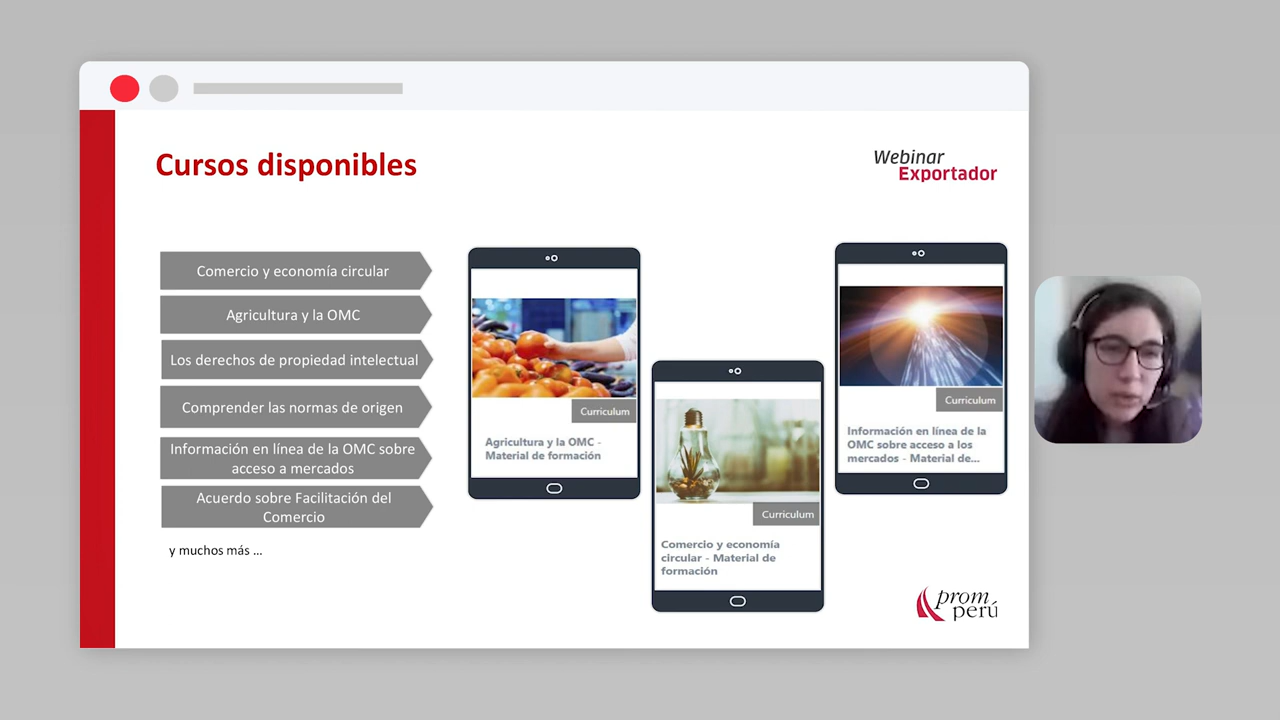 Cursos disponibles
Webinar
Exportador
Comercio y economía circular
Agricultura y la OMC
Los derechos de propiedad intelectual
Comprender las normas de origen
Información en línea de la OMC sobre
acceso a mercados
Acuerdo sobre Facilitación del
Comercio
y muchos más ...
Curriculum
Agricultura y la OMC -
Material de formación
Curriculum
Comercio y economía
circular - Material de
formación
Curriculum
Información en línea de la
OMC sobre acceso a los
mercados - Material de...
prom
perú